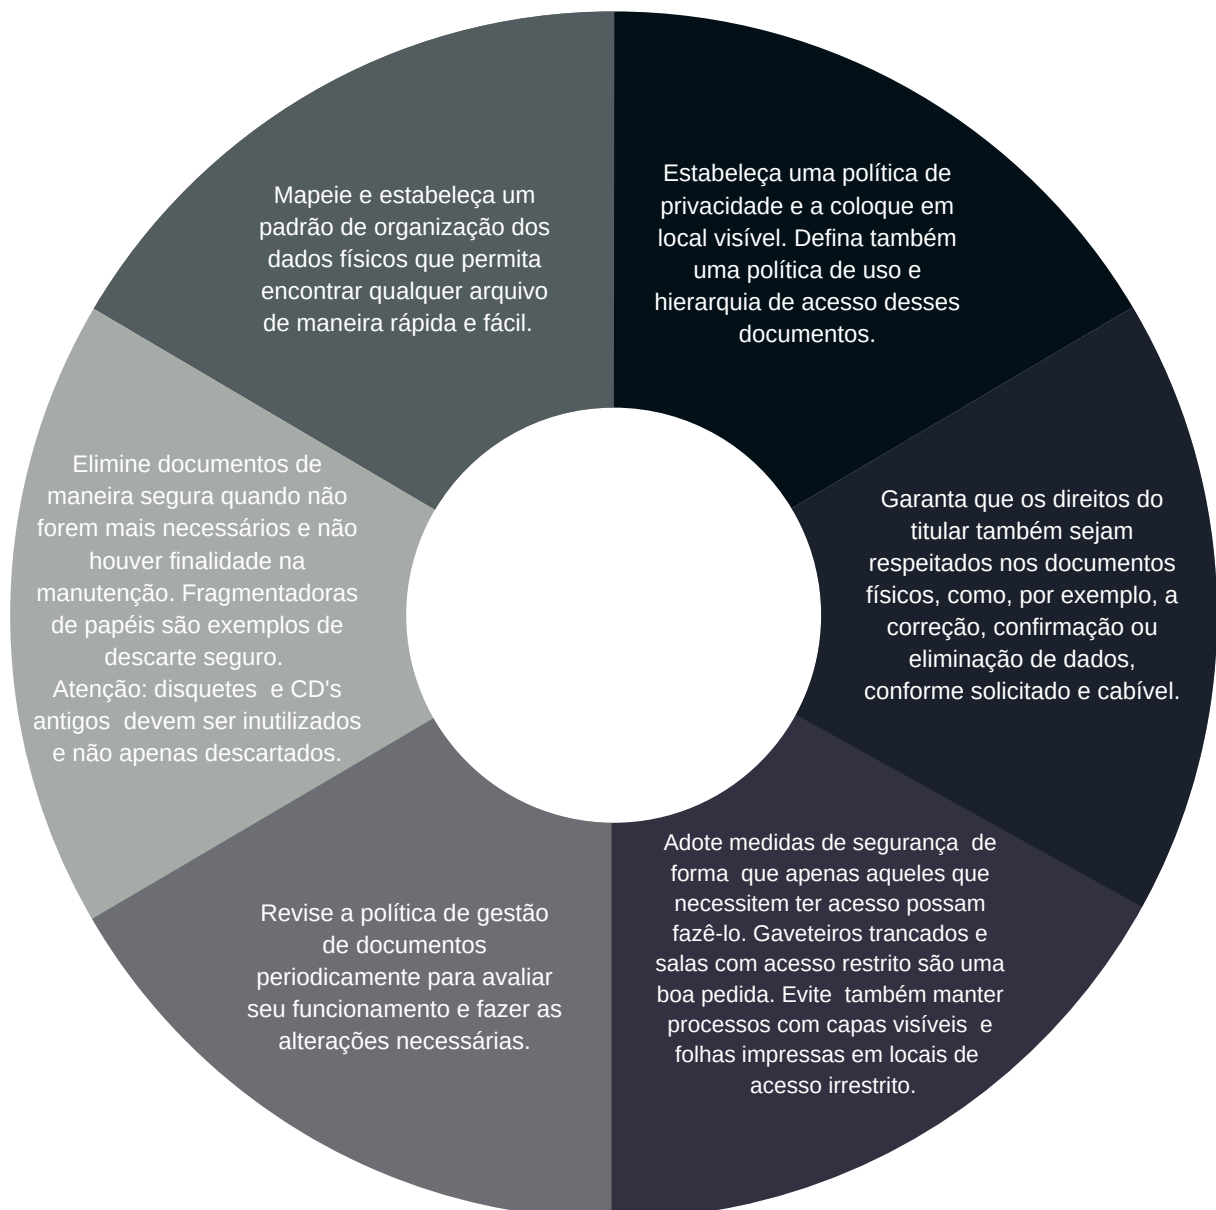 Mapeie e estabeleça um
padrão de organização dos
dados físicos que permita
encontrar qualquer arquivo
de maneira rápida e fácil.
Estabeleça uma política de
privacidade e a coloque em
local visível. Defina também
uma política de uso e
hierarquia de acesso desses
documentos.
Garanta que os direitos do
titular também sejam
respeitados nos documentos
físicos, como, por exemplo, a
correção, confirmação ou
eliminação de dados,
conforme solicitado e cabível.
Adote medidas de segurança  de
forma  que apenas aqueles que
necessitem ter acesso possam
fazê-lo. Gaveteiros trancados e
salas com acesso restrito são uma
boa pedida. Evite  também manter
processos com capas visíveis  e
folhas impressas em locais de
acesso irrestrito.
Revise a política de gestão
de documentos
periodicamente para avaliar
seu funcionamento e fazer as
alterações necessárias.
Elimine documentos de
maneira segura quando não
forem mais necessários e não
houver finalidade na
manutenção. Fragmentadoras
de papéis são exemplos de
descarte seguro.
Atenção: disquetes  e CD's
antigos  devem ser inutilizados
e não apenas descartados.